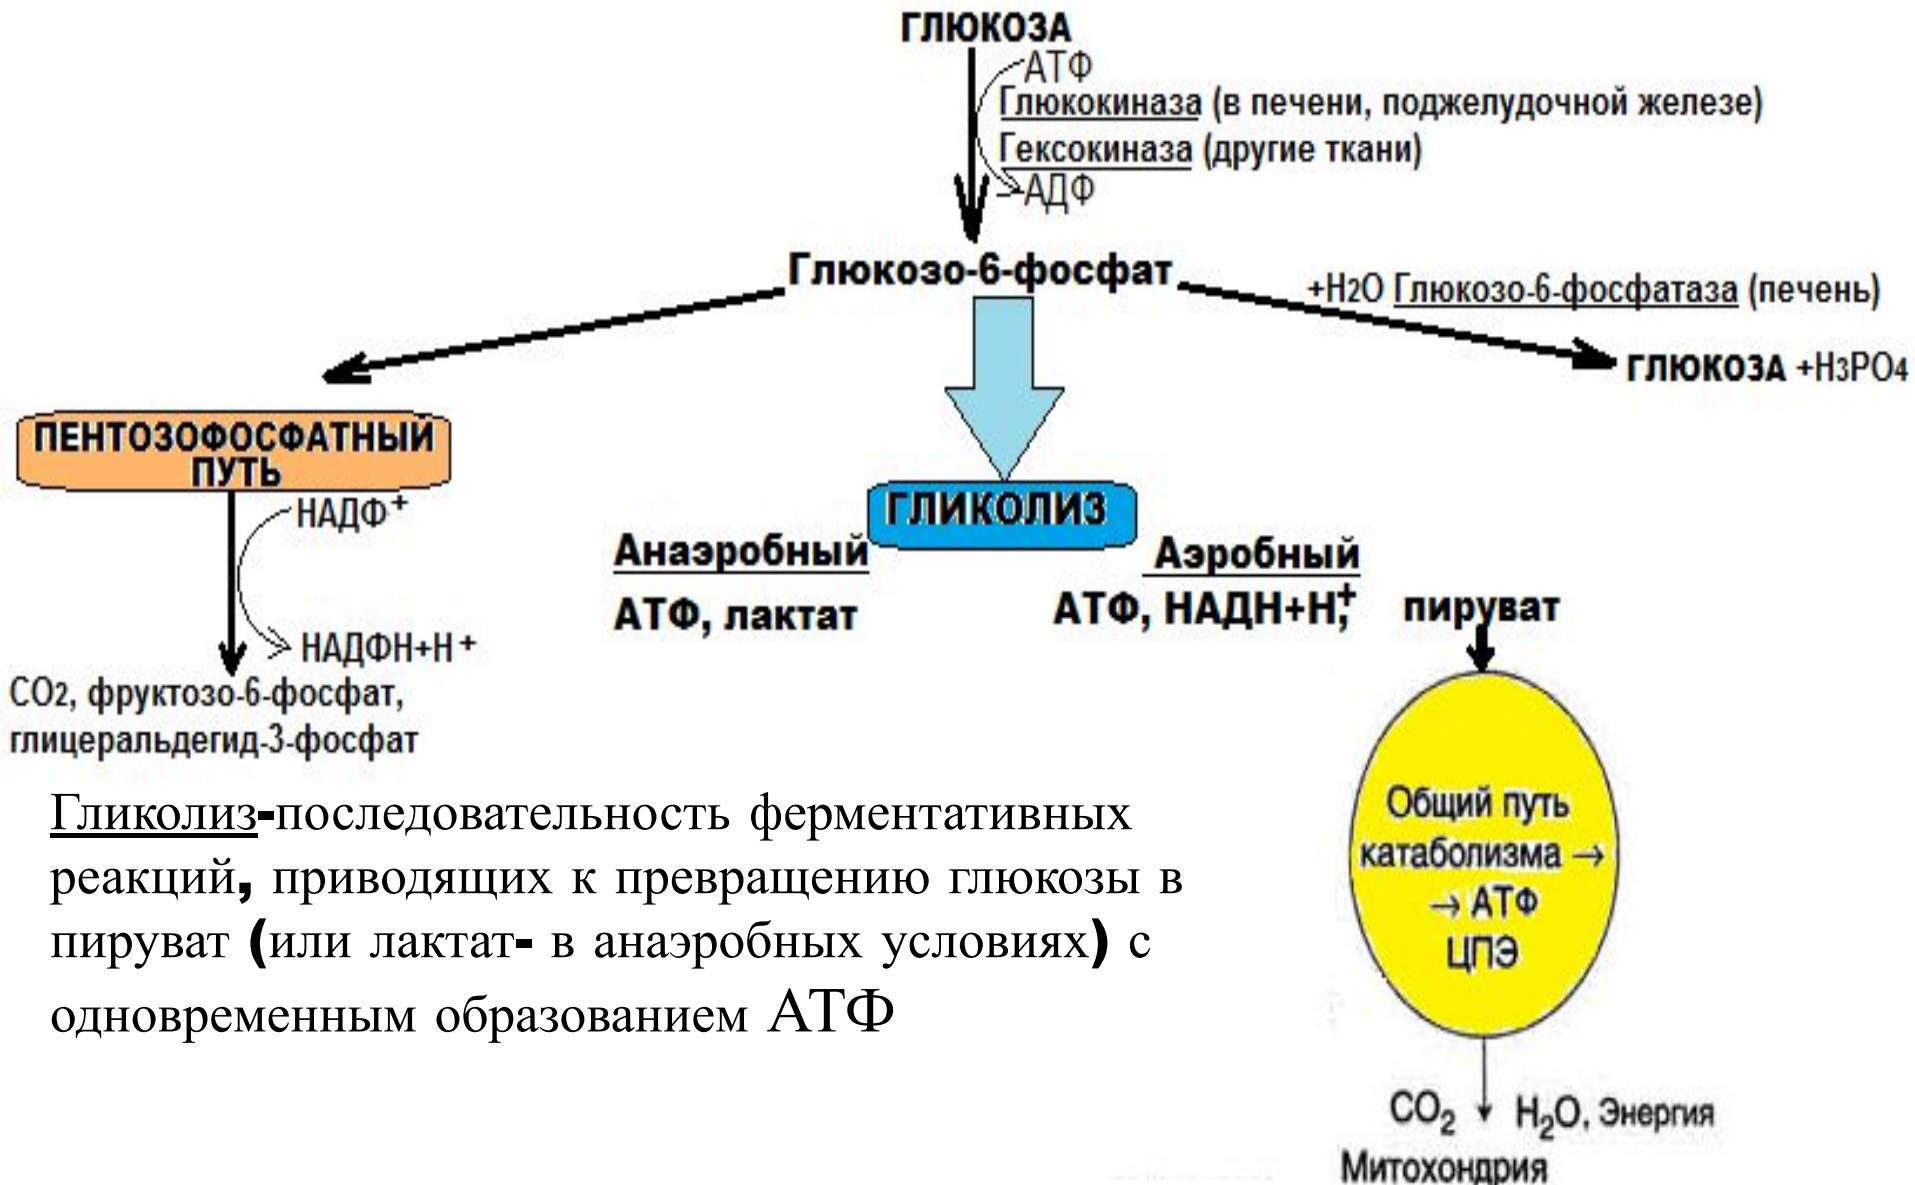 ГЛЮКОЗА
АТФ
Глюкокиназа (в печени, поджелудочной железе)
Гексокиназа (другие ткани)
АДФ
Глюкозо-6-фосфат
+H2O Глюкозо-6-фосфатаза (печень)
ГЛЮКОЗА +H3PO4
ПЕНТОЗОФОСФАТНЫЙ
ПУТЬ
НАДФ+
НАДФН+Н+
CO2, фруктозо-6-фосфат,
глицеральдегид-3-фосфат
ГЛИКОЛИЗ
Анаэробный
АТФ, лактат
Аэробный
АТФ, НАДН+Н+, пируват
Общий путь
катаболизма →
→ АТФ
ЦПЭ
CO2 H2O, Энергия
Митохондрия
Гликолиз-последовательность ферментативных
реакций, приводящих к превращению глюкозы в
пируват (или лактат- в анаэробных условиях) с
одновременным образованием АТФ